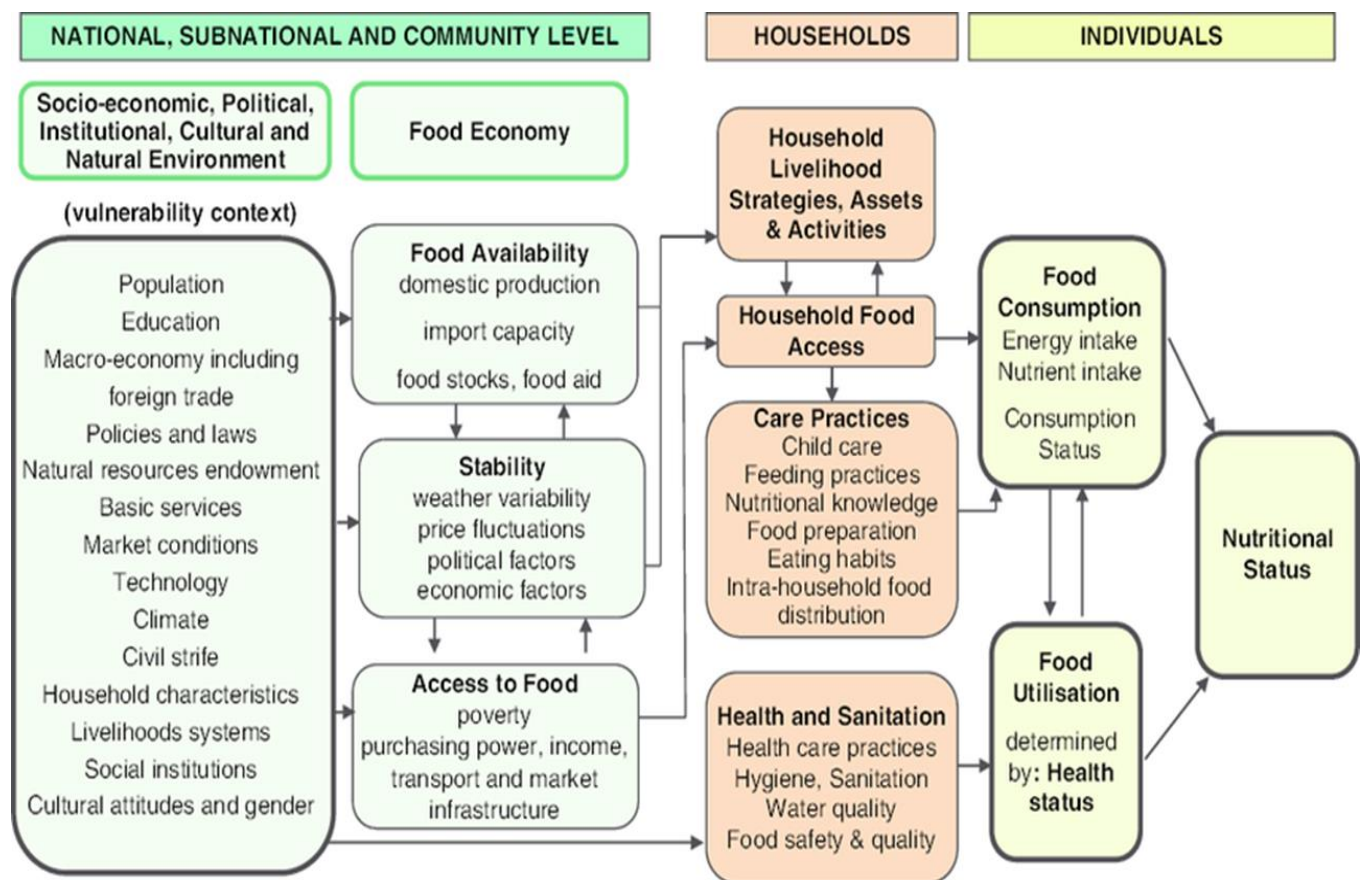 NATIONAL, SUBNATIONAL AND COMMUNITY LEVEL
HOUSEHOLDS
INDIVIDUALS
Socio-economic, Political,
Institutional, Cultural and
Natural Environment
Food Economy
(vulnerability context)
Population
Education
Macro-economy including
foreign trade
Policies and laws
Natural resources endowment
Basic services
Market conditions
Technology
Climate
Civil strife
Household characteristics
Livelihoods systems
Social institutions
Cultural attitudes and gender
Food Availability
domestic production
import capacity
food stocks, food aid
Stability
weather variability
price fluctuations
political factors
economic factors
Access to Food
poverty
purchasing power, income,
transport and market
infrastructure
Household
Livelihood
Strategies, Assets
& Activities
Household Food
Access
Care Practices
Child care
Feeding practices
Nutritional knowledge
Food preparation
Eating habits
Intra-household food
distribution
Health and Sanitation
Health care practices
Hygiene, Sanitation
Water quality
Food safety & quality
Food
Consumption
Energy intake
Nutrient intake
Consumption
Status
Food
Utilisation
determined
by: Health
status
Nutritional
Status